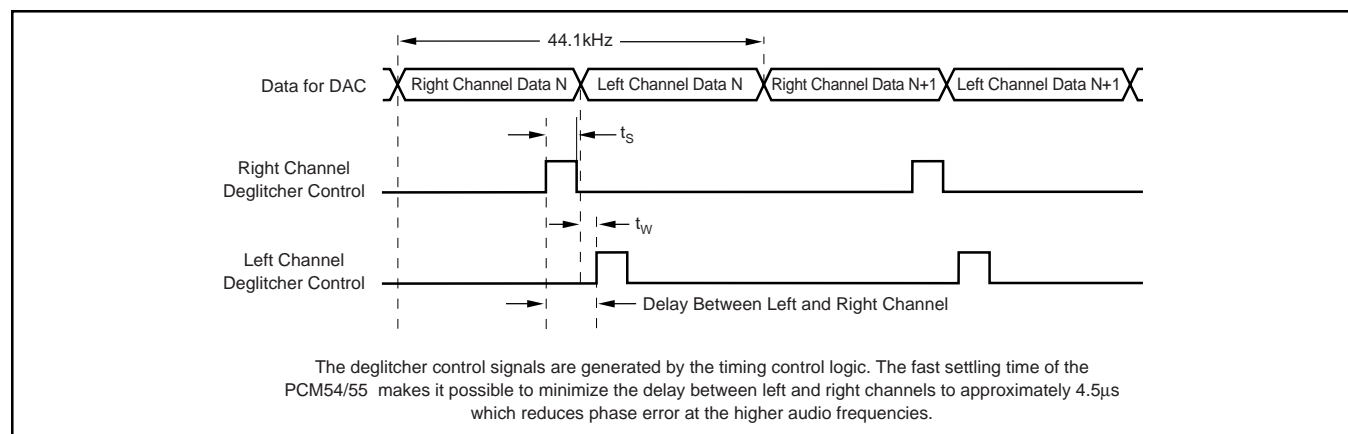 44.1kHz
Data for DAC
Right Channel Data N
Left Channel Data N
Right Channel Data N+1
Left Channel Data N+1
tS
Right Channel
Deglitcher Control
tW
Left Channel
Deglitcher Control
Delay Between Left and Right Channel
The deglitcher control signals are generated by the timing control logic. The fast settling time of the
PCM54/55 makes it possible to minimize the delay between left and right channels to approximately 4.5μs
which reduces phase error at the higher audio frequencies.